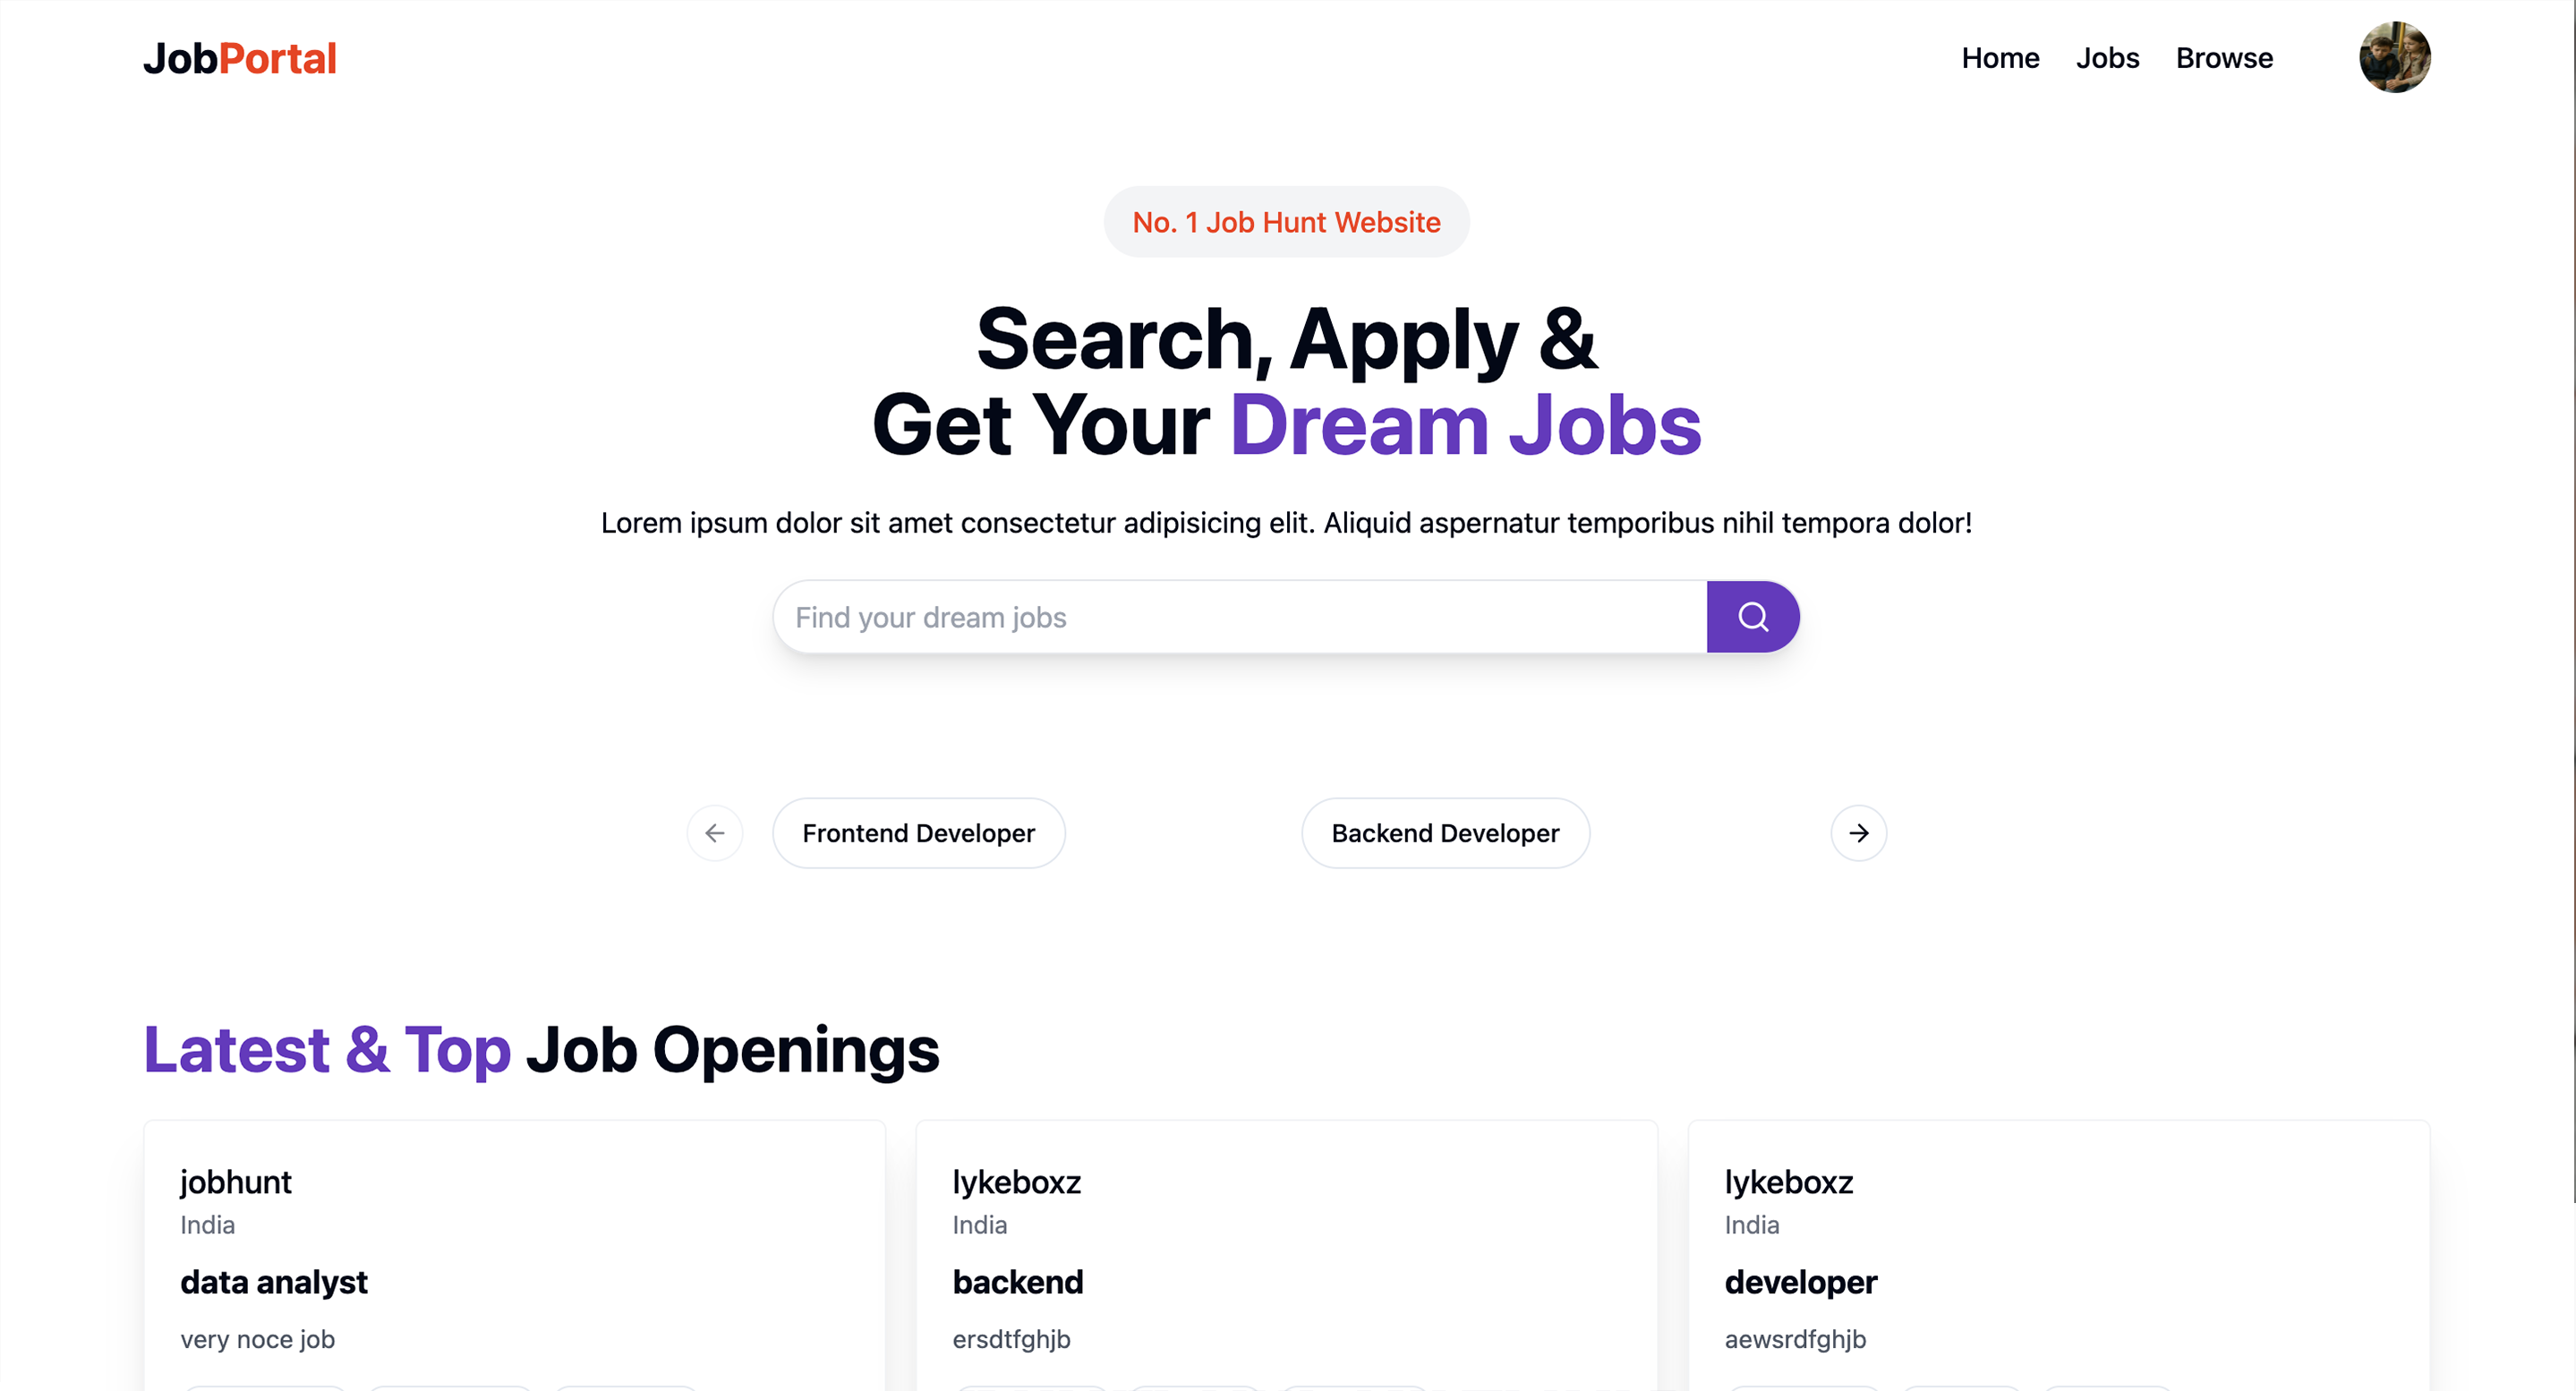 JobPortal
Home Jobs Browse
No. 1 Job Hunt Website
Search, Apply &
Get Your Dream Jobs
Lorem ipsum dolor sit amet consectetur adipisicing elit. Aliquid aspernatur temporibus nihil tempora dolor!
Find your dream jobs
Frontend Developer
Backend Developer
Latest & Top Job Openings
jobhunt
India
data analyst
very noce job
lykeboxz
India
backend
ersdtfghjb
lykeboxz
India
developer
aewsrdfghjb